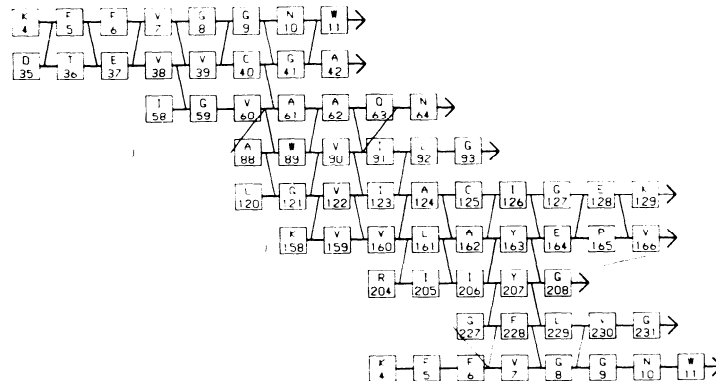 K 4 F 5 F 6 V 7 G 8 G 9 N 10 W 11
D 35 T 36 E 37 V 38 V 39 C 40 G 41 A 42
I 58 G 59 V 60 A 61 A 62 Q 63 N 64
A 88 W 89 V 90 I 91 L 92 G 93
L 120 G 121 V 122 I 123 A 124 C 125 I 126 G 127 E 128 K 129
K 158 V 159 V 160 L 161 A 162 Y 163 E 164 P 165 V 166
R 204 I 205 I 206 Y 207 G 208
G 227 F 228 L 229 230 G 231
K 4 F 5 F 6 V 7 G 8 G 9 N 10 W 11